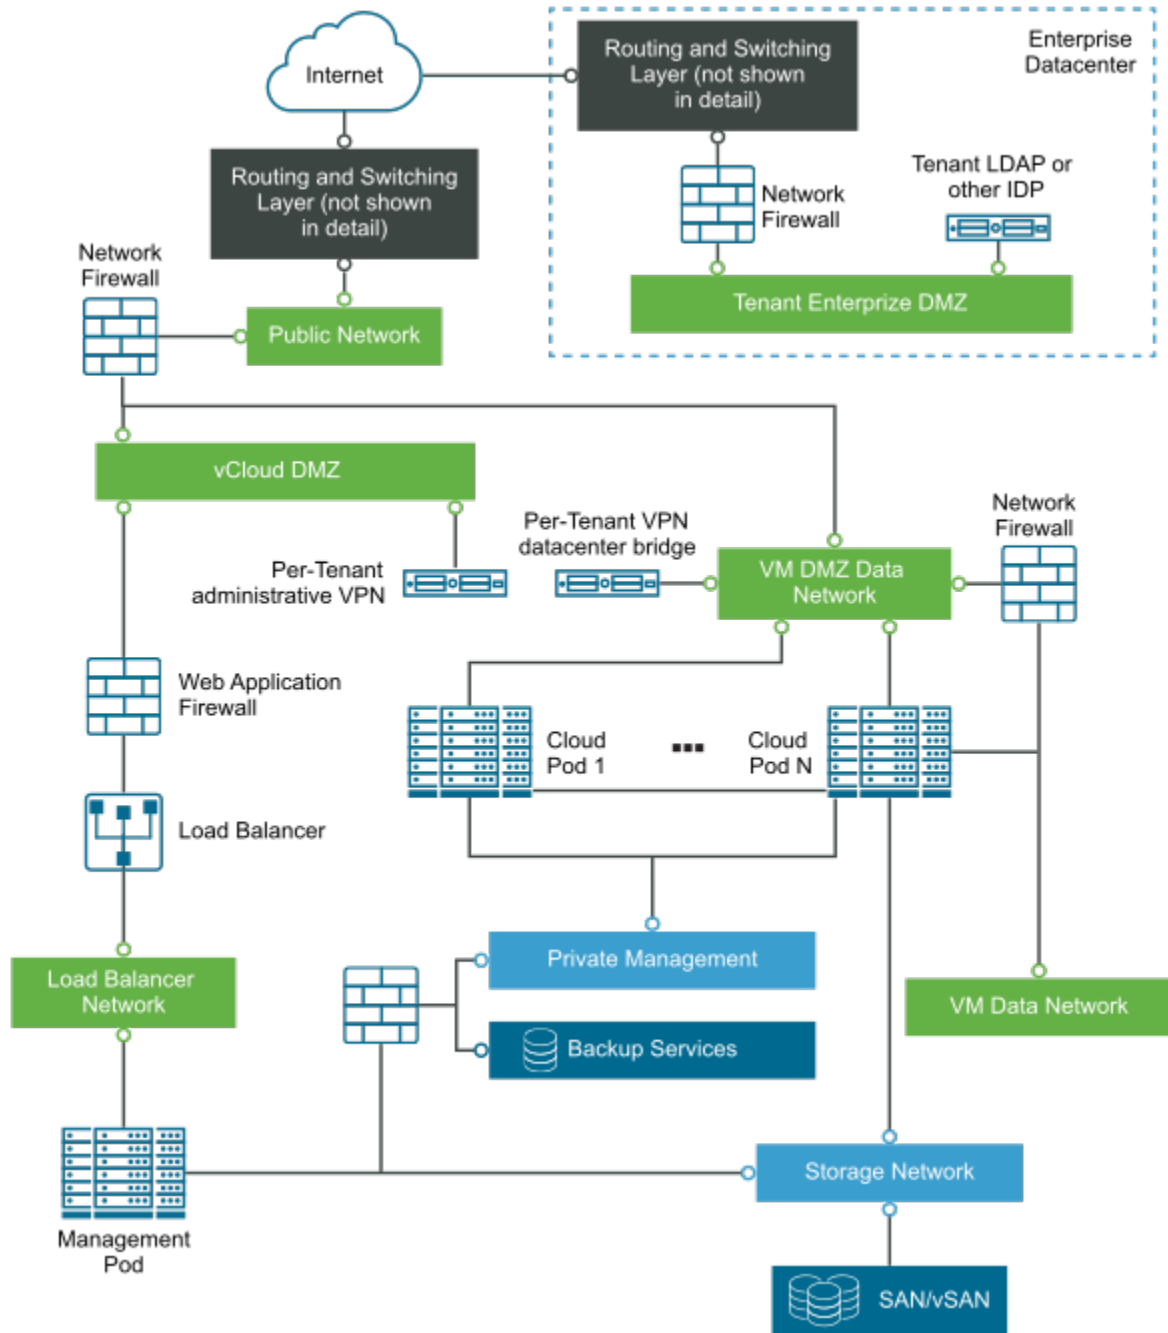 Internet
Routing and Switching
Layer (not shown
in detail)
Enterprise
Datacenter
Routing and Switching
Layer (not shown
in detail)
Network
Firewall
Tenant LDAP or
other IDP
Network
Firewall
Public Network
Tenant Enterprize DMZ
vCloud DMZ
Per-Tenant
administrative VPN
Per-Tenant VPN
datacenter bridge
VM DMZ Data
Network
Network
Firewall
Web Application
Firewall
Cloud
Pod 1
Cloud
Pod N
Load Balancer
Load Balancer
Network
Private Management
Backup Services
VM Data Network
Management
Pod
Storage Network
SAN/vSAN